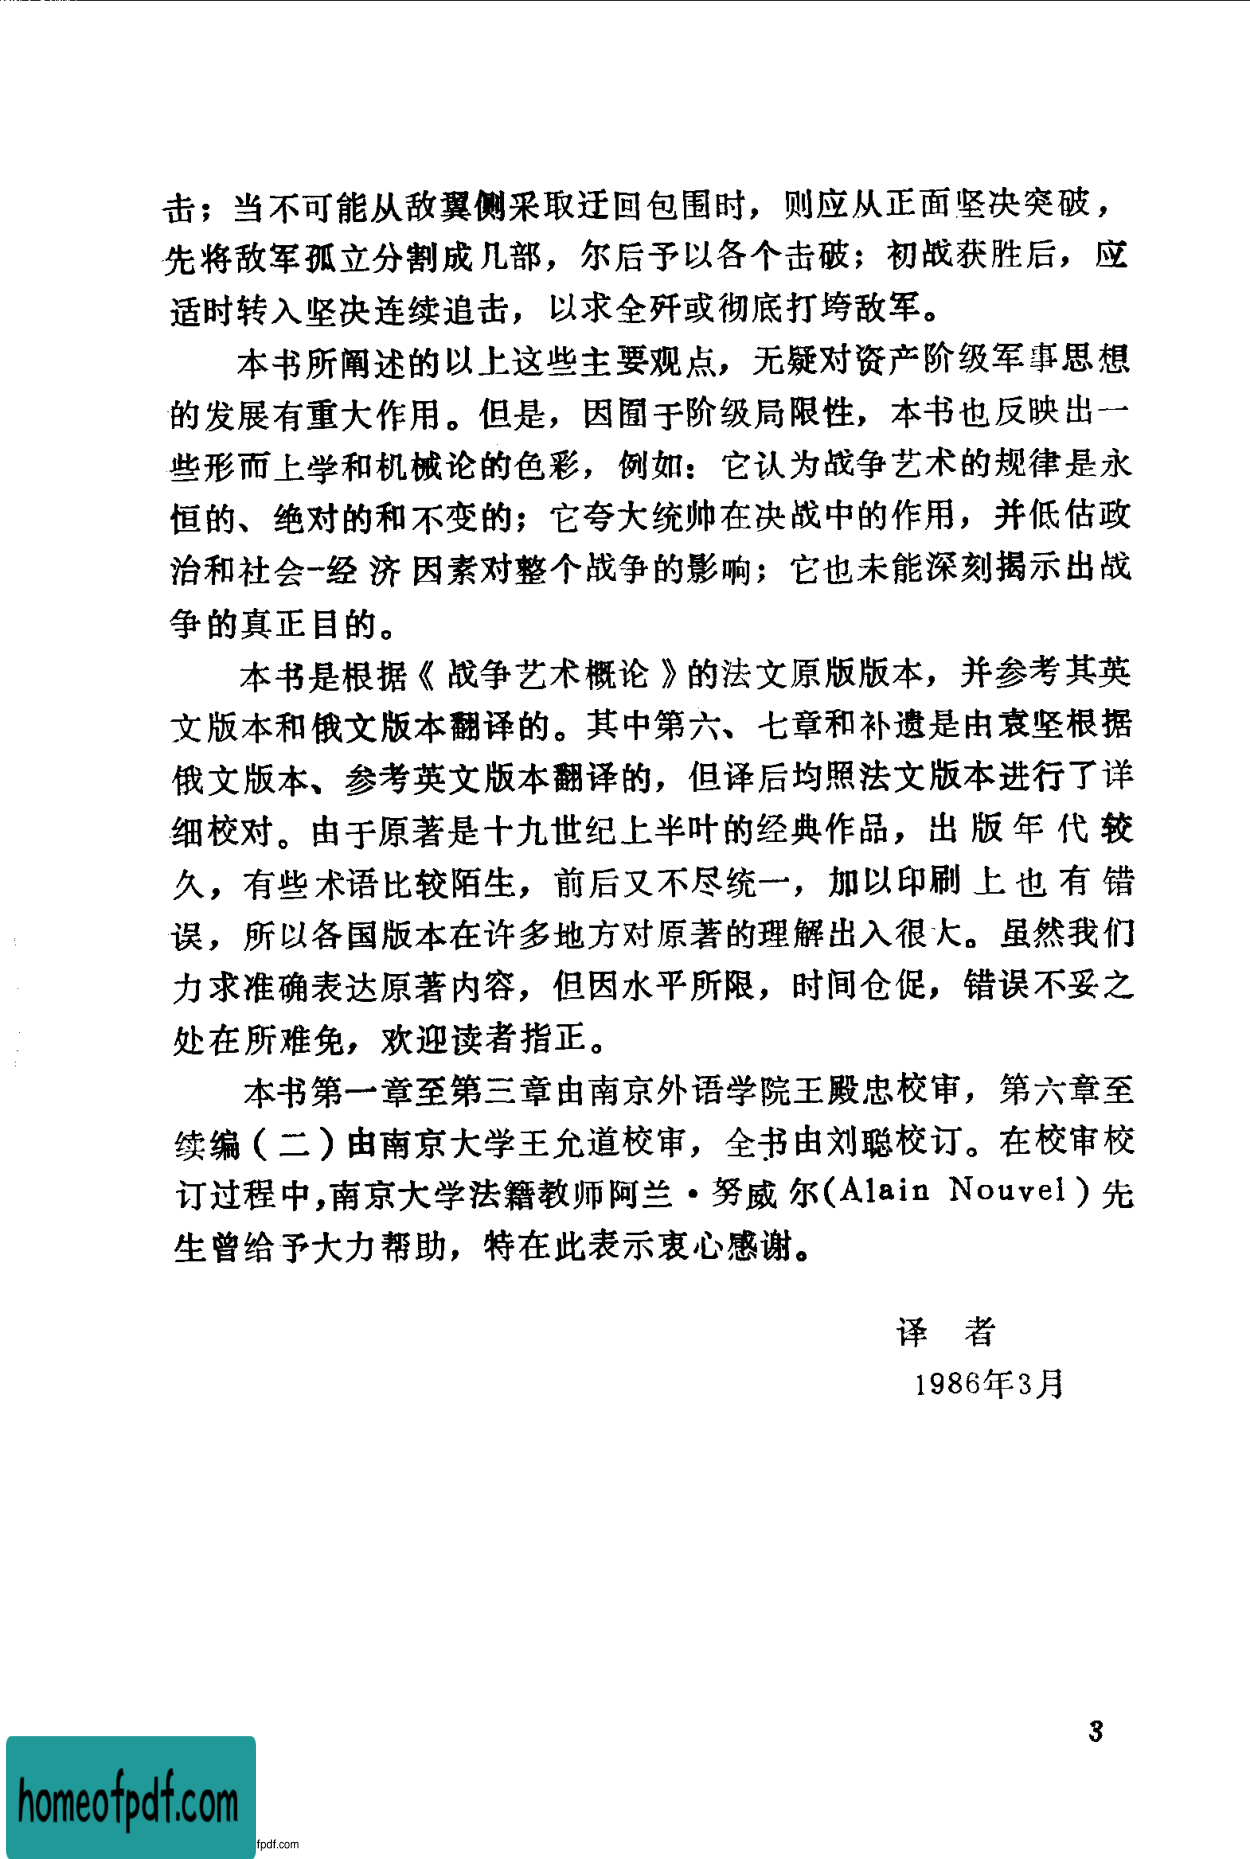 击；当不可能从敌翼侧采取迂回包围时，则应从正面坚决突破，
先将敌军孤立分割成几部，尔后予以各个击破；初战获胜后，应
适时转入坚决连续追击，以求全歼或彻底打垮敌军。
本书所阐述的以上这些主要观点，无疑对资产阶级军事思想
的发展有重大作用。但是，因囿于阶级局限性，本书也反映出一
些形而上学和机械论的色彩，例如：它认为战争艺术的规律是永
恒的、绝对的和不变的；它夸大统帅在决战中的作用，并低估政
治和社会-经济因素对整个战争的影响；它也未能深刻揭示出战
争的真正目的。
本书是根据《战争艺术概论》的法文原版版本，并参考其英
文版本和俄文版本翻译的。其中第六、七章和补遗是由袁坚根据
俄文版本、参考英文版本翻译的，但译后均照法文版本进行了详
细校对。由于原著是十九世纪上半叶的经典作品，出版年代较
久，有些术语比较陌生，前后又不尽统一，加以印刷上也有错
误，所以各国版本在许多地方对原著的理解出入很大。虽然我们
力求准确表达原著内容，但因水平所限，时间仓促，错误不妥之
处在所难免，欢迎读者指正。
本书第一章至第三章由南京外语学院王殿忠校审，第六章至
续编（二）由南京大学王允道校审，全书由刘聪校订。在校审校
订过程中，南京大学法籍教师阿兰·努威尔(Alain Nouvel)先
生曾给予大力帮助，特在此表示衷心感谢。
译 者
1986年3月
3
homeofpdf.com
fpdf.com